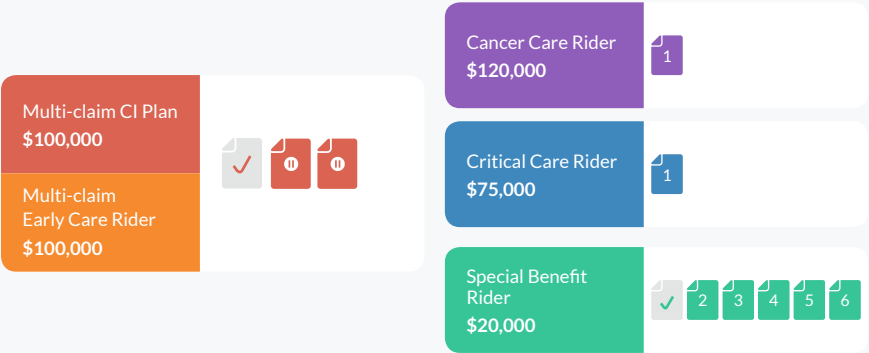 Multi-claim CI Plan
$100,000
Multi-claim
Early Care Rider
$100,000
Cancer Care Rider
$120,000
1
Critical Care Rider
$75,000
1
Special Benefit
Rider
$20,000
2 3 4 5 6